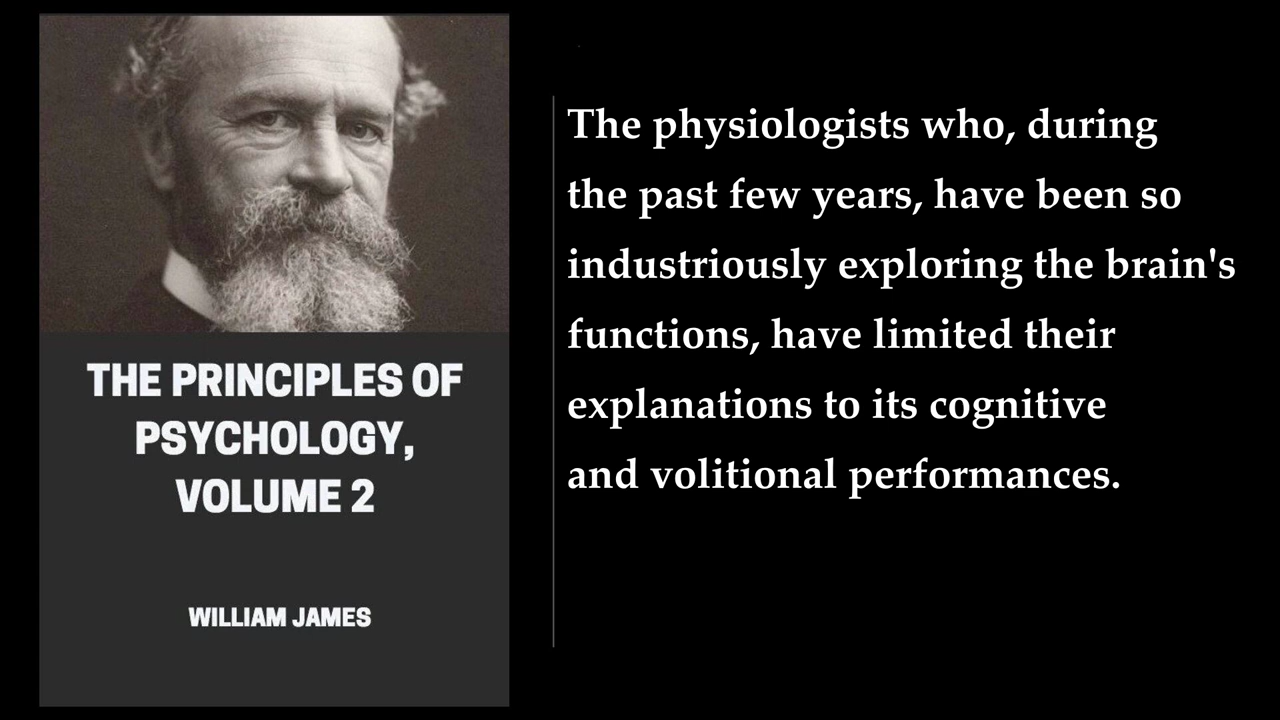 THE PRINCIPLES OF
PSYCHOLOGY,
VOLUME 2
WILLIAM JAMES
The physiologists who, during
the past few years, have been so
industriously exploring the brain's
functions, have limited their
explanations to its cognitive
and volitional performances.